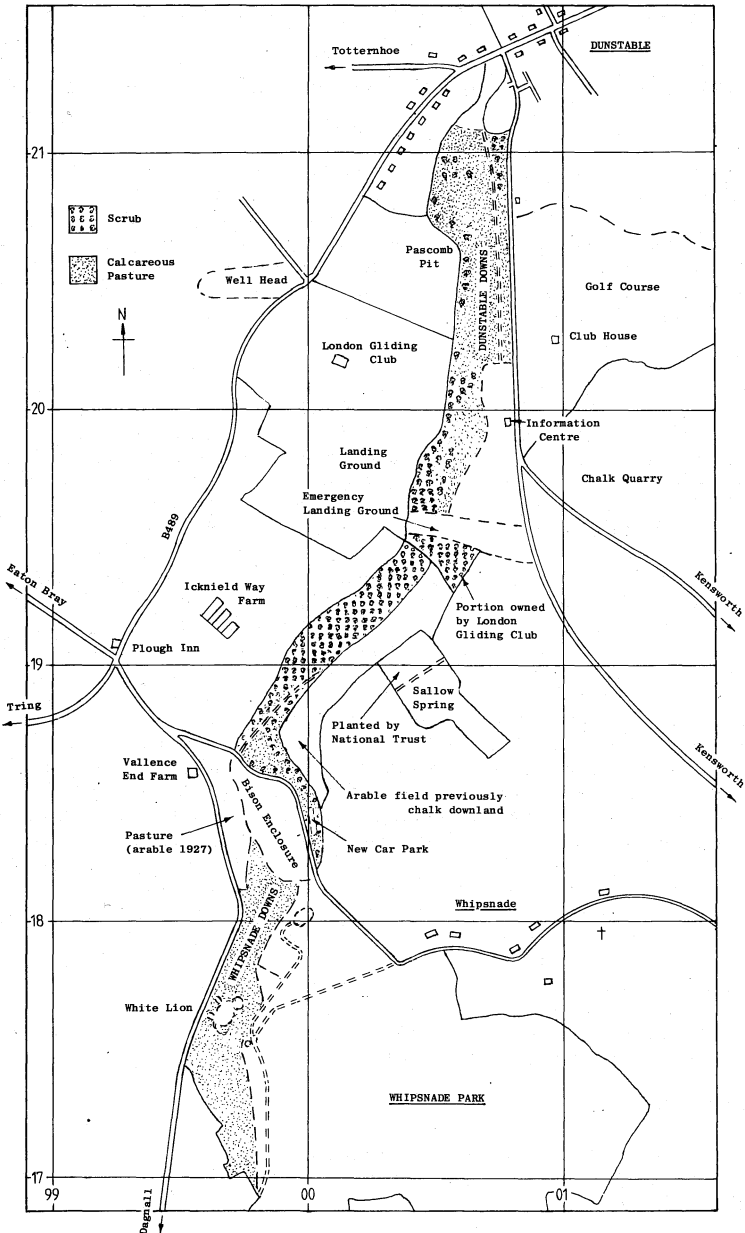 Totternhoe
DUNSTABLE
21
Scrub
Calcareous
Pasture
N
Pascomb
Pit
DUNSTABLE DOWNS
Well Head
Golf Course
London Gliding
Club
Club House
20
Information
Centre
Landing
Ground
Chalk Quarry
Emergency
Landing Ground
B489
Eaton Bray
Icknield Way
Farm
Kensworth
Portion owned
by London
Gliding Club
Plough Inn
19
Tring
Sallow
Spring
Planted by
National Trust
Kensworth
Vallence
End Farm
Arable field previously
chalk downland
Bison Enclosure
Pasture
(arable 1927)
New Car Park
Whipsnade
18
WHIPSNADE DOWNS
White Lion
WHIPSNADE PARK
17
99
00
01
Dagnall